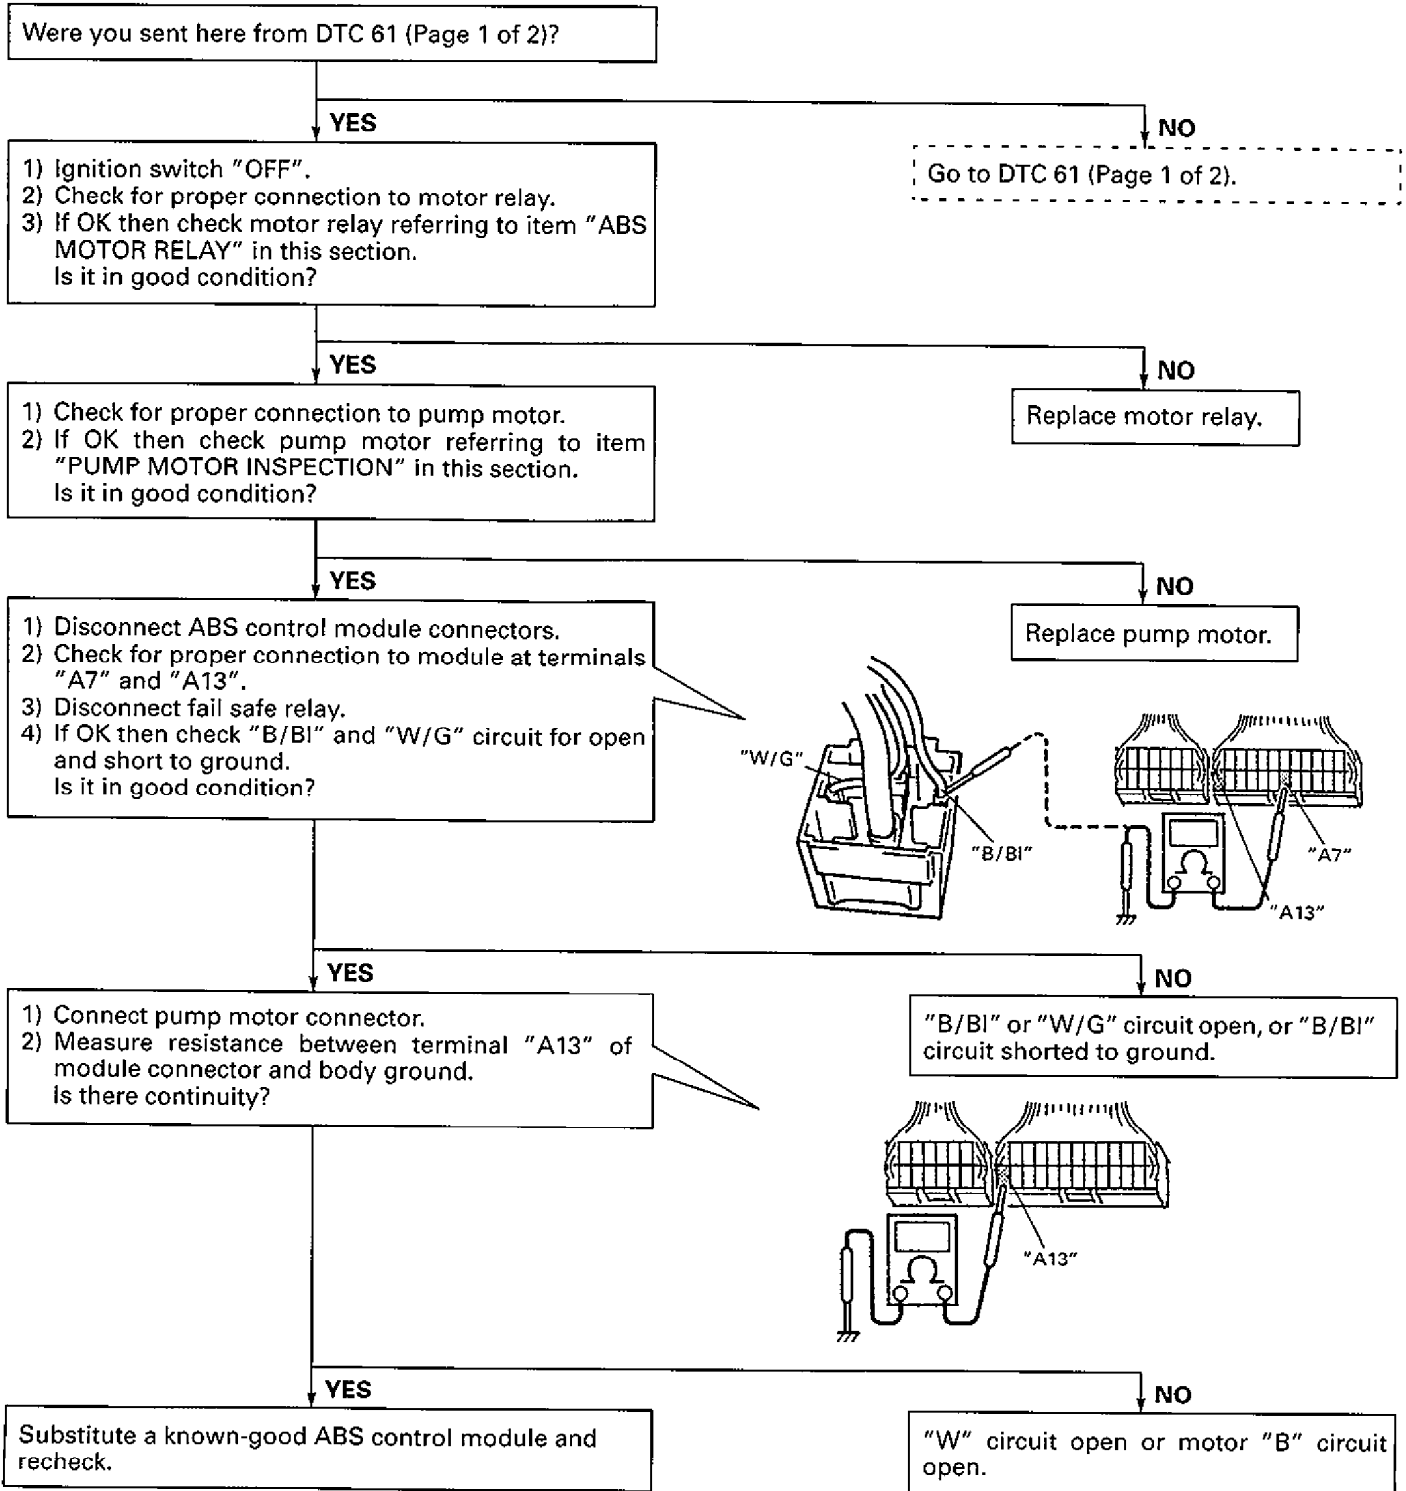 Were you sent here from DTC 61 (Page 1 of 2)?
YES
NO
1) Ignition switch "OFF".
2) Check for proper connection to motor relay.
3) If OK then check motor relay referring to item "ABS
MOTOR RELAY" in this section.
Is it in good condition?
Go to DTC 61 (Page 1 of 2).
YES
NO
1) Check for proper connection to pump motor.
2) If OK then check pump motor referring to item
"PUMP MOTOR INSPECTION" in this section.
Is it in good condition?
Replace motor relay.
YES
NO
1) Disconnect ABS control module connectors.
2) Check for proper connection to module at terminals
"A7" and "A13".
3) Disconnect fail safe relay.
4) If OK then check "B/Bl" and "W/G" circuit for open
and short to ground.
Is it in good condition?
Replace pump motor.
"W/G"
"B/Bl"
"A7"
"A13"
YES
NO
1) Connect pump motor connector.
2) Measure resistance between terminal "A13" of
module connector and body ground.
Is there continuity?
"B/Bl" or "W/G" circuit open, or "B/Bl"
circuit shorted to ground.
"A13"
YES
NO
Substitute a known-good ABS control module and
recheck.
"W" circuit open or motor "B" circuit
open.